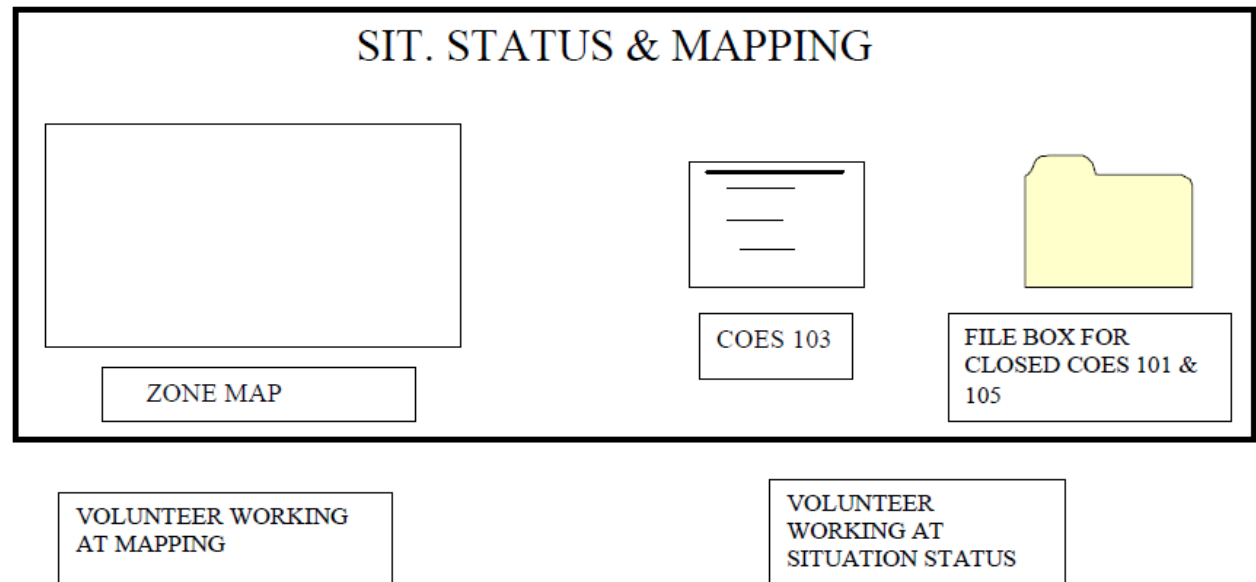 SIT. STATUS & MAPPING
COES 103
FILE BOX FOR
CLOSED COES 101 &
105
ZONE MAP
VOLUNTEER WORKING
AT MAPPING
VOLUNTEER
WORKING AT
SITUATION STATUS